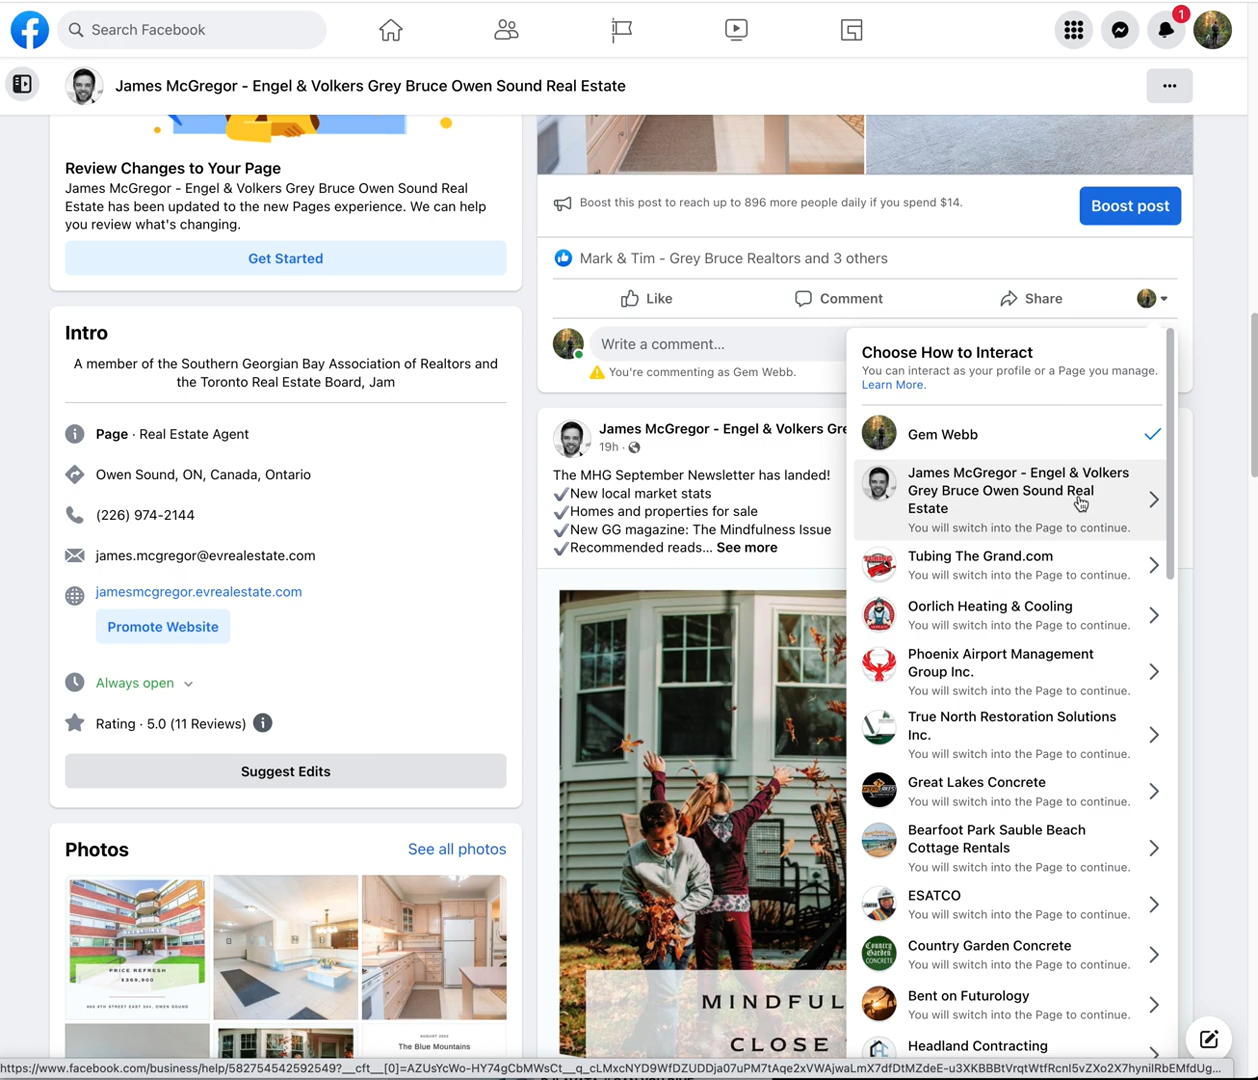 Search Facebook
1
James McGregor - Engel & Volkers Grey Bruce Owen Sound Real Estate
Review Changes to Your Page
James McGregor - Engel & Volkers Grey Bruce Owen Sound Real
Estate has been updated to the new Pages experience. We can help
you review what's changing.
Get Started
Intro
A member of the Southern Georgian Bay Association of Realtors and
the Toronto Real Estate Board, Jam
Page · Real Estate Agent
Owen Sound, ON, Canada, Ontario
(226) 974-2144
james.mcgregor@evrealestate.com
jamesmcgregor.evrealestate.com
Promote Website
Always open
Rating · 5.0 (11 Reviews)
Suggest Edits
Photos
See all photos
PRICE REFRESH
$369,900
AUGUST 2022
The Blue Mountains
Boost this post to reach up to 896 more people daily if you spend $14.
Boost post
Mark & Tim - Grey Bruce Realtors and 3 others
Like
Comment
Share
Write a comment...
You're commenting as Gem Webb.
James McGregor - Engel & Volkers Gre
19h ·
The MHG September Newsletter has landed!
✓New local market stats
✓Homes and properties for sale
✓New GG magazine: The Mindfulness Issue
✓Recommended reads... See more
MINDFUL
CLOSE
Choose How to Interact
You can interact as your profile or a Page you manage.
Learn More.
Gem Webb
James McGregor - Engel & Volkers
Grey Bruce Owen Sound Real
Estate
You will switch into the Page to continue.
Tubing The Grand.com
You will switch into the Page to continue.
Oorlich Heating & Cooling
You will switch into the Page to continue.
Phoenix Airport Management
Group Inc.
You will switch into the Page to continue.
True North Restoration Solutions
Inc.
You will switch into the Page to continue.
Great Lakes Concrete
You will switch into the Page to continue.
Bearfoot Park Sauble Beach
Cottage Rentals
You will switch into the Page to continue.
ESATCO
You will switch into the Page to continue.
Country Garden Concrete
You will switch into the Page to continue.
Bent on Futurology
You will switch into the Page to continue.
Headland Contracting